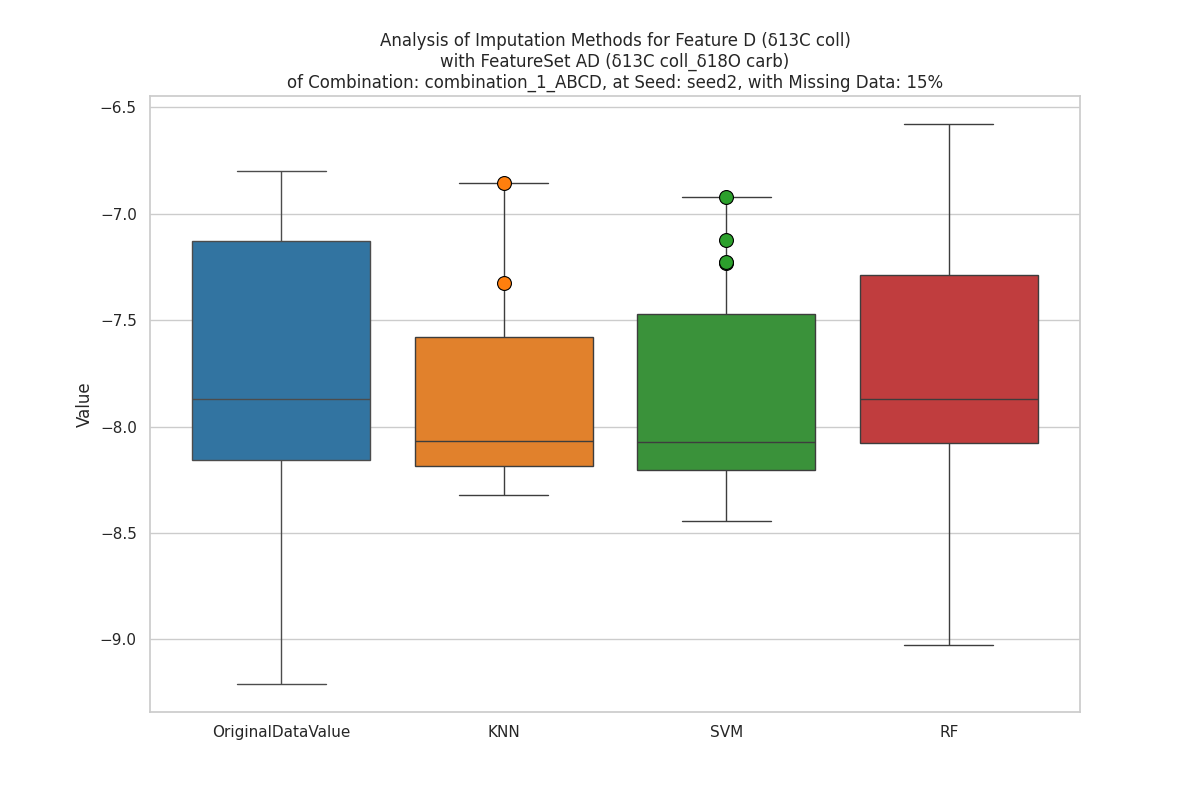 Analysis of Imputation Methods for Feature D (δ13C coll)
with FeatureSet AD (δ13C coll_δ18O carb)
of Combination: combination_1_ABCD, at Seed: seed2, with Missing Data: 15%
−6.5
−7.0
−7.5
−8.0
−8.5
−9.0
Value
OriginalDataValue
KNN
SVM
RF